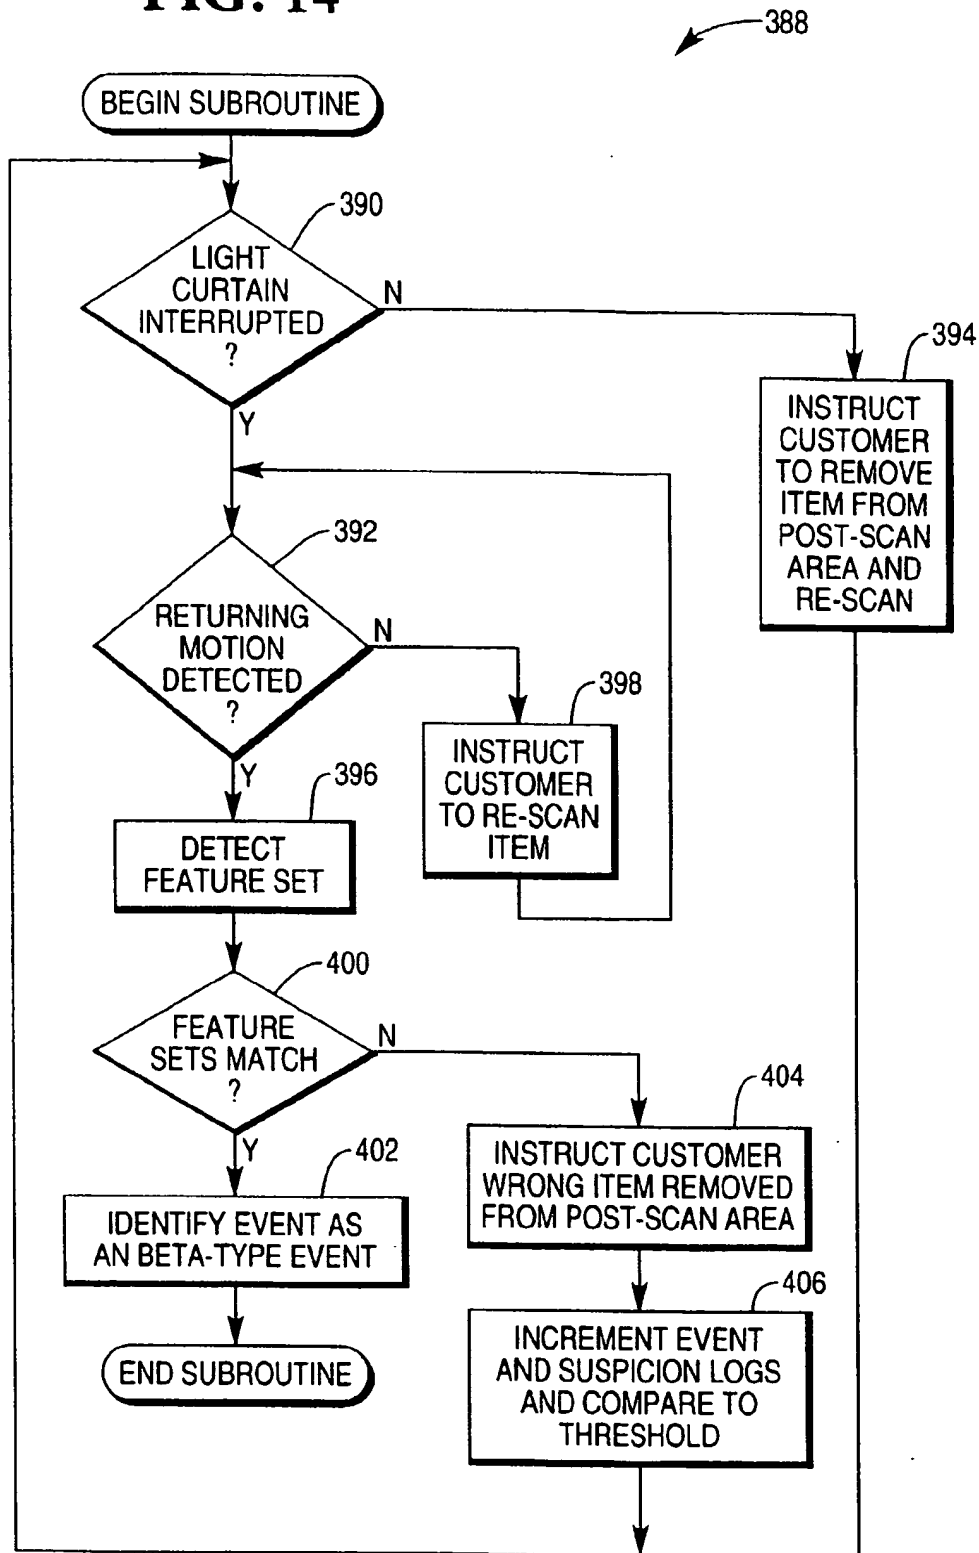 FIG. 14
388
BEGIN SUBROUTINE
390
LIGHT
CURTAIN
INTERRUPTED
?
N
Y
394
INSTRUCT
CUSTOMER
TO REMOVE
ITEM FROM
POST-SCAN
AREA AND
RE-SCAN
392
RETURNING
MOTION
DETECTED
?
N
Y
398
INSTRUCT
CUSTOMER
TO RE-SCAN
ITEM
396
DETECT
FEATURE SET
400
FEATURE
SETS MATCH
?
N
Y
404
INSTRUCT CUSTOMER
WRONG ITEM REMOVED
FROM POST-SCAN AREA
402
IDENTIFY EVENT AS
AN BETA-TYPE EVENT
406
INCREMENT EVENT
AND SUSPICION LOGS
AND COMPARE TO
THRESHOLD
END SUBROUTINE